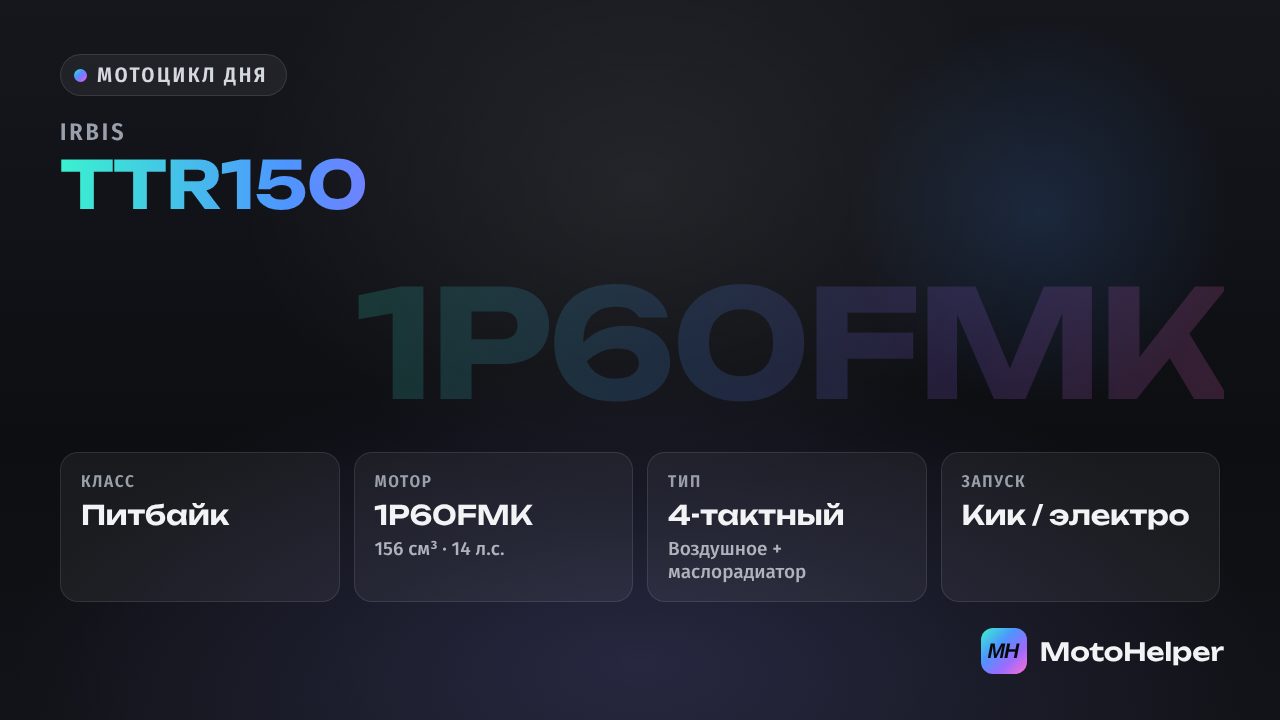 МОТОЦИКЛ ДНЯ
IRBIS
TTR150
1P60FMK
КЛАСС
Питбайк
МОТОР
1P60FMK
156 см³ · 14 л.с.
ТИП
4-тактный
Воздушное +
маслорадиатор
ЗАПУСК
Кик / электро
MH MotoHelper